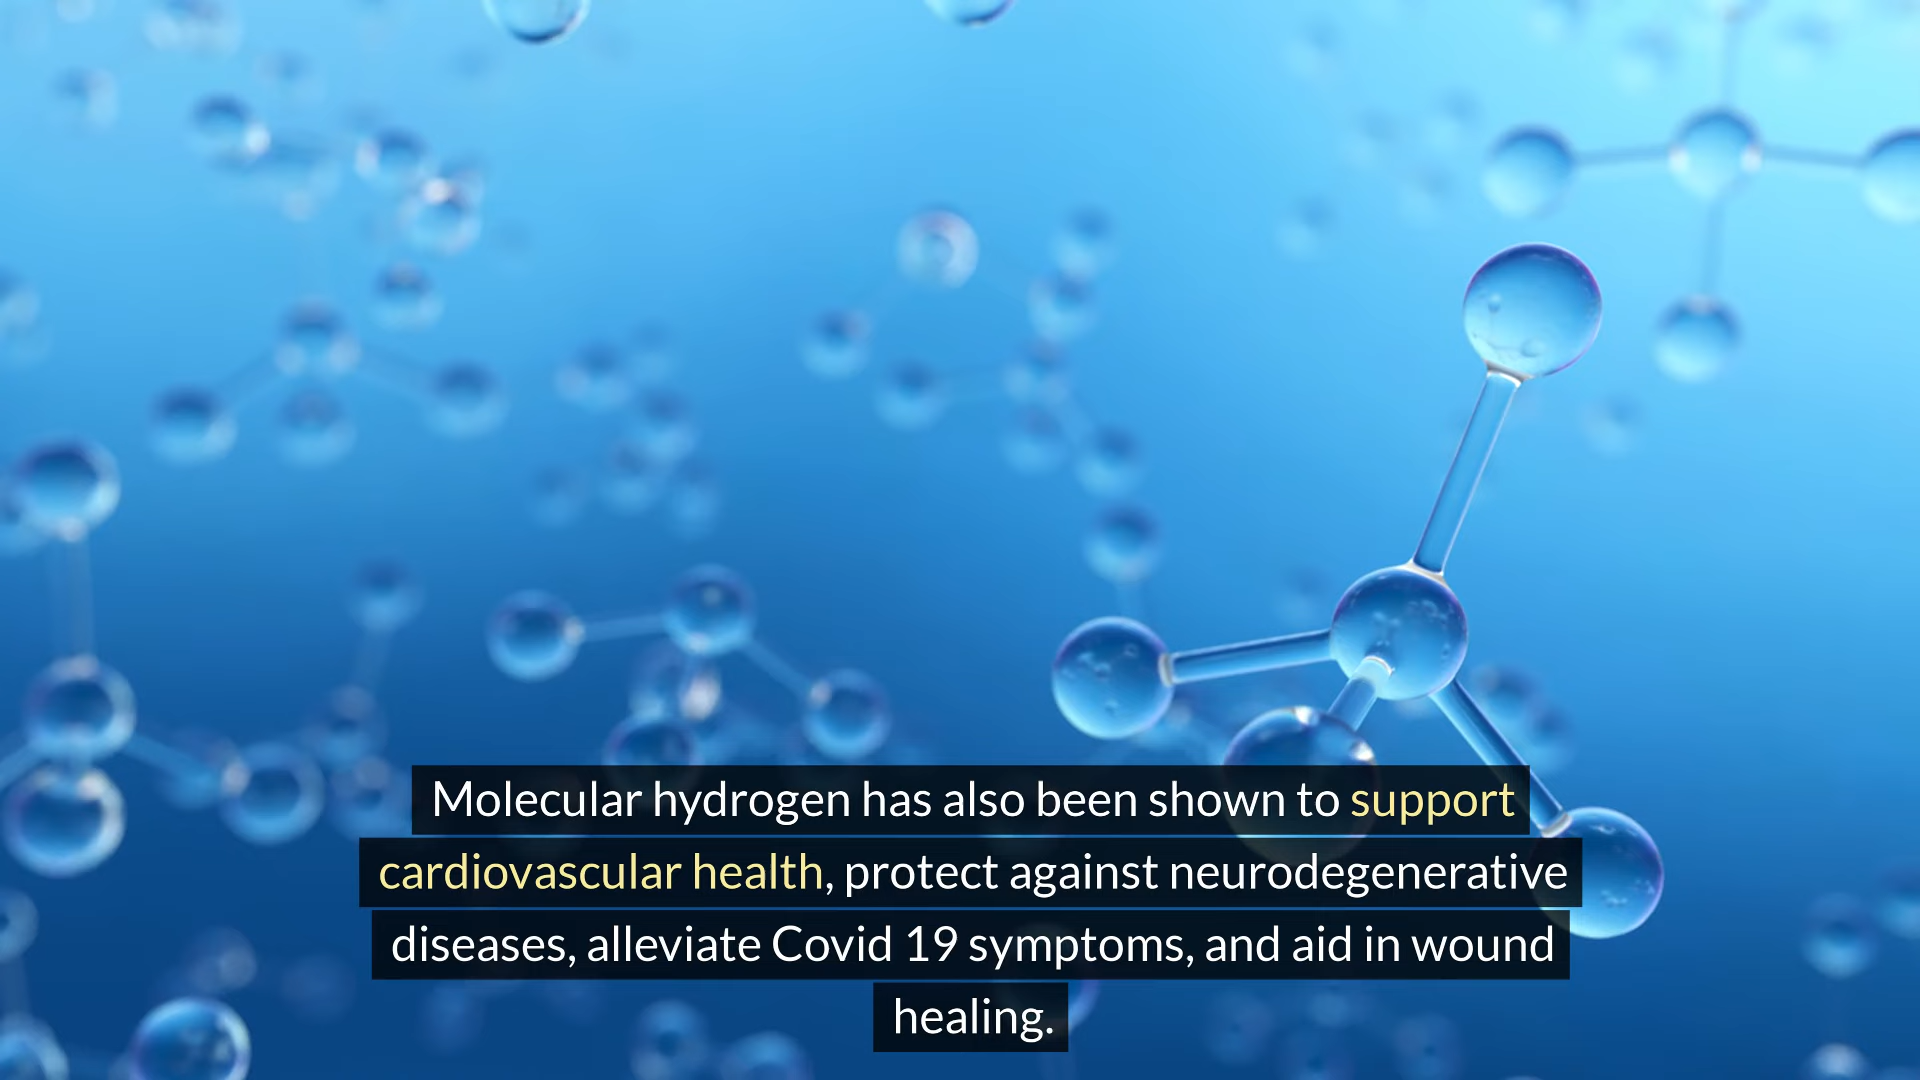 Molecular hydrogen has also been shown to support
cardiovascular health, protect against neurodegenerative
diseases, alleviate Covid 19 symptoms, and aid in wound
healing.